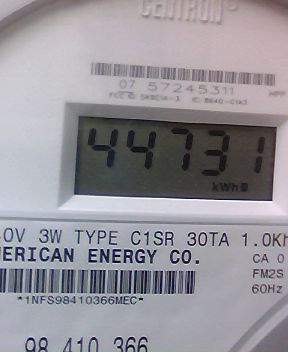 CENTRON®
07 57245311
44731
kWh
0V 3W TYPE C1SR 30TA 1.0Kh
ERICAN ENERGY CO.
CA 0
FM2S
*1NFS98410366MEC*
60Hz
98 410 366